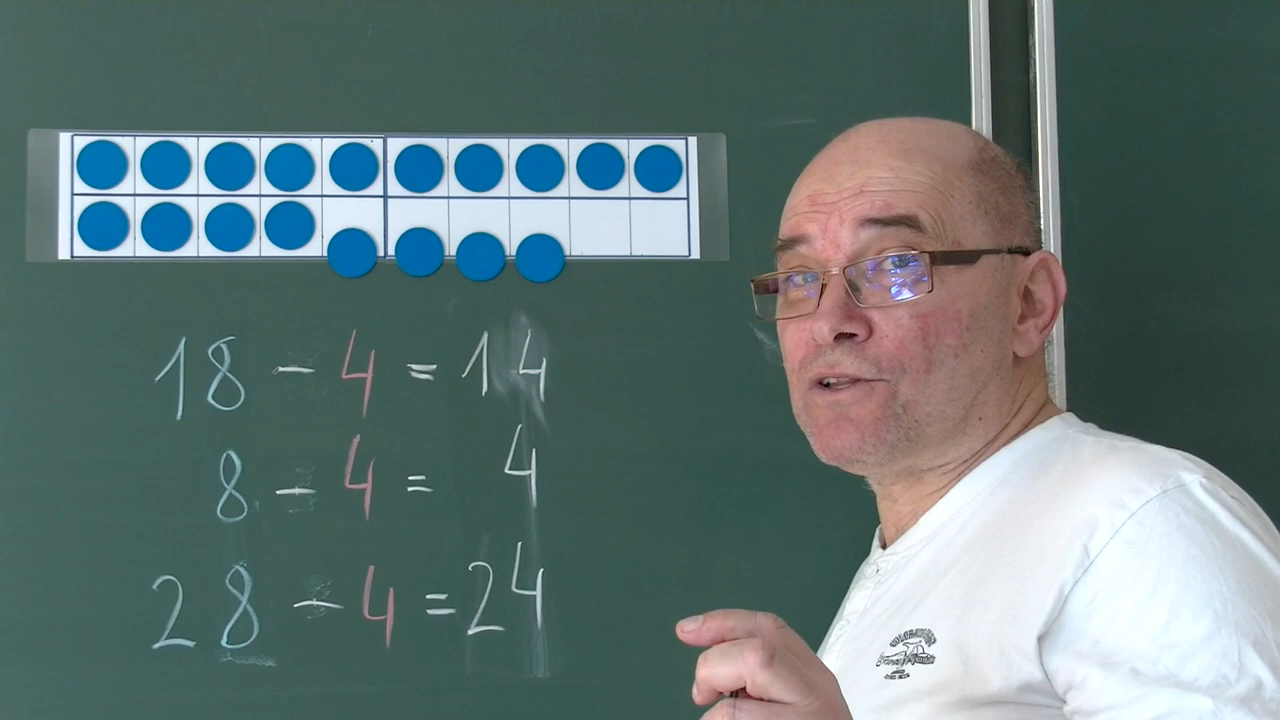 18 - 4 = 14
8 - 4 = 4
28 - 4 = 24